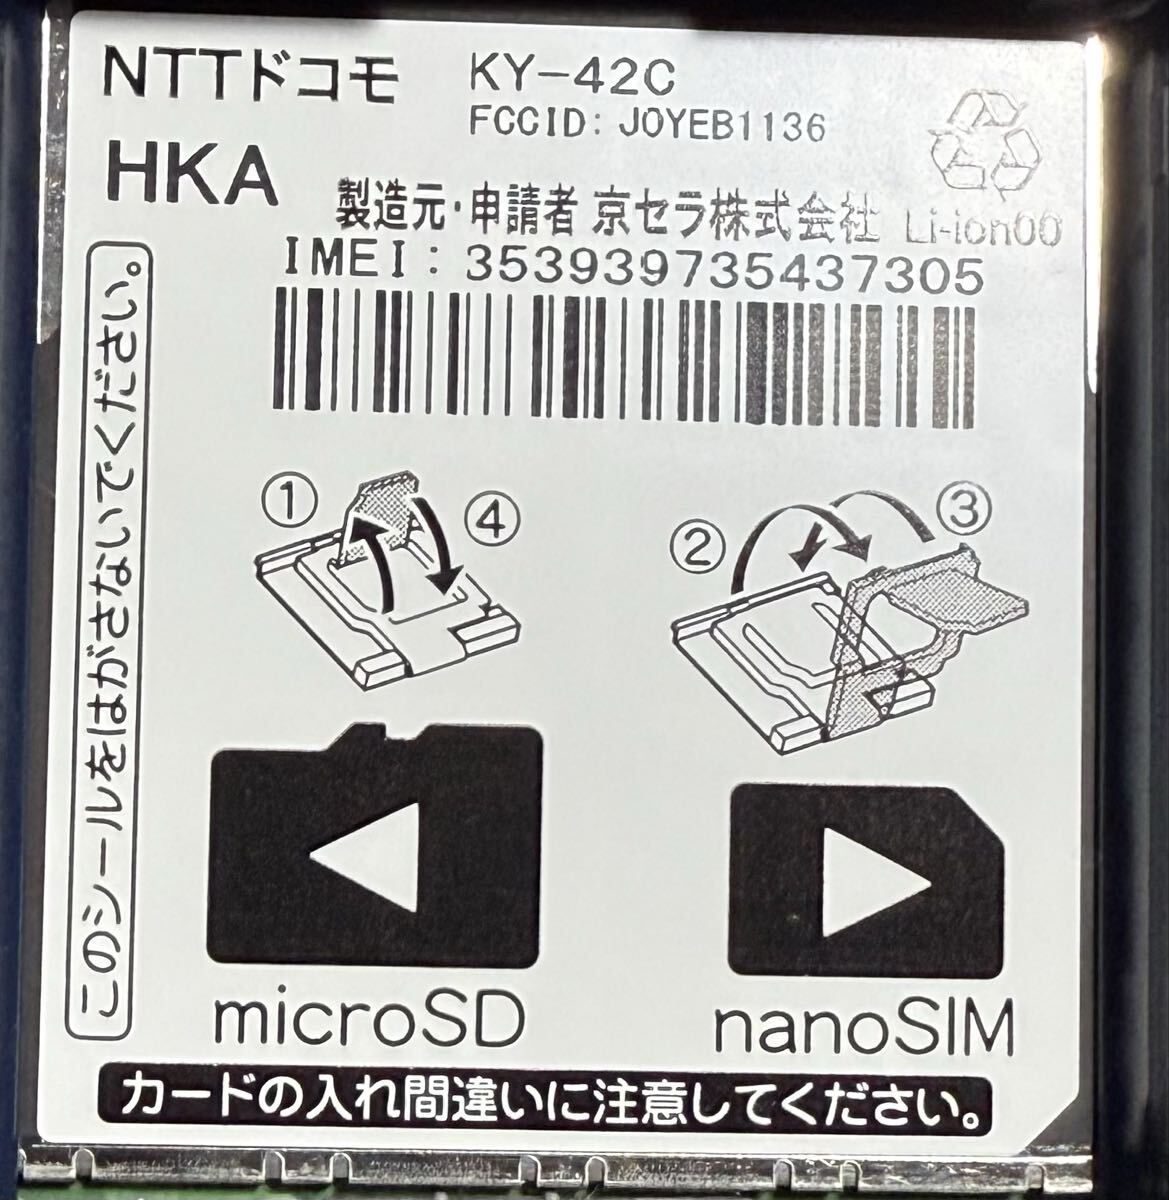 NTTドコモ KY-42C
FCCID: JOYEB1136
HKA
製造元・申請者 京セラ株式会社 Li-ion00
IMEI: 353939735437305
このシールをはがさないでください。
① ④ ② ③
microSD nanoSIM
カードの入れ間違いに注意してください。